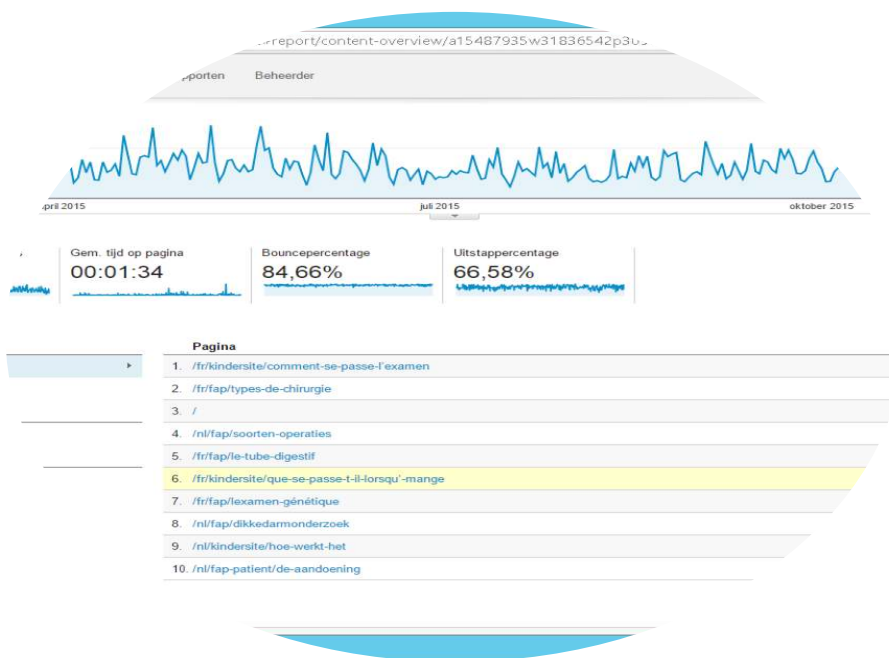 report/content-overview/a15487935w31836542p3
pporten Beheerder
april 2015 juli 2015 oktober 2015
Gem. tijd op pagina Bouncepercentage Uitstappercentage
00:01:34 84,66% 66,58%
Pagina
1. /fr/kindersite/comment-se-passe-l'examen
2. /fr/fap/types-de-chirurgie
3. /
4. /nl/fap/soorten-operaties
5. /fr/fap/le-tube-digestif
6. /fr/kindersite/que-se-passe-t-il-lorsqu'-mange
7. /fr/fap/lexamen-génétique
8. /nl/fap/dikkedarmonderzoek
9. /nl/kindersite/hoe-werkt-het
10. /nl/fap-patient/de-aandoening